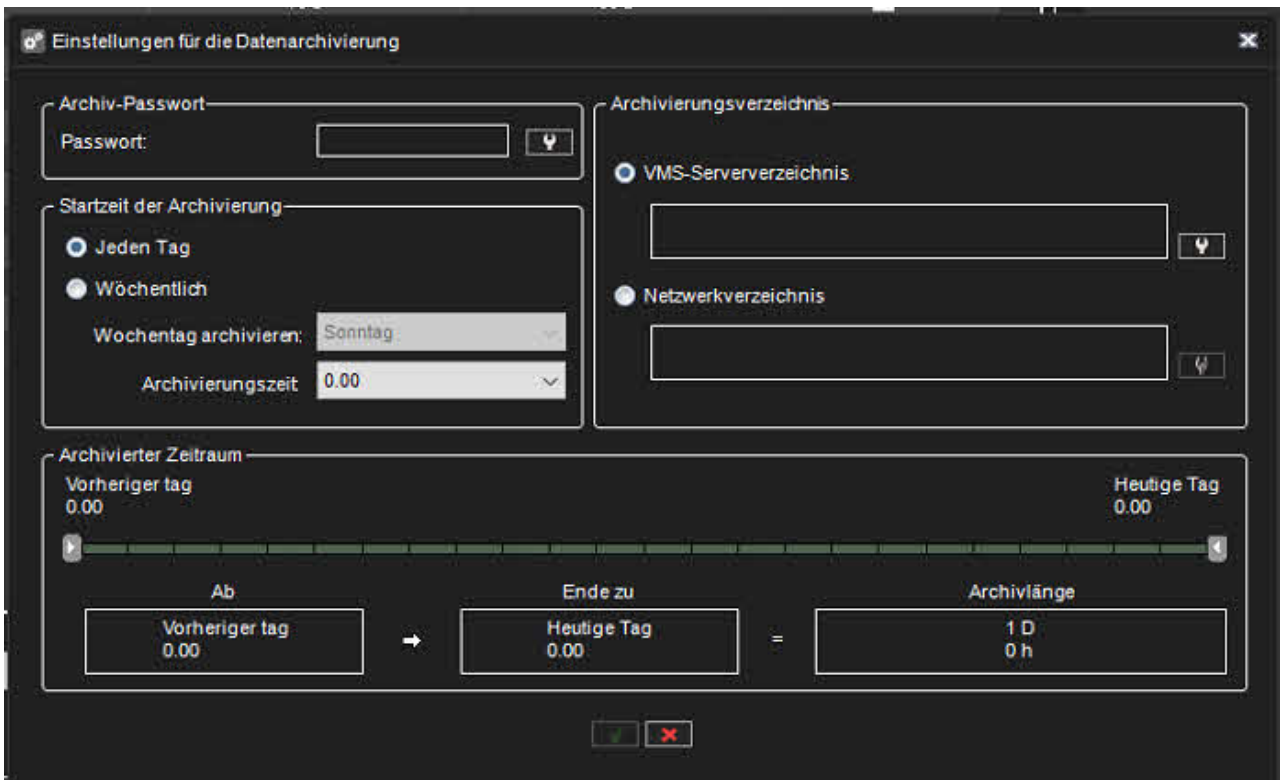 Einstellungen für die Datenarchivierung
Archiv-Passwort
Passwort:
Startzeit der Archivierung
Jeden Tag
Wöchentlich
Wochentag archivieren:
Sonntag
Archivierungszeit
0.00
Archivierungsverzeichnis
VMS-Serververzeichnis
Netzwerkverzeichnis
Archivierter Zeitraum
Vorheriger tag
0.00
Heutige Tag
0.00
Ab
Vorheriger tag
0.00
Ende zu
Heutige Tag
0.00
=
Archivlänge
1 D
0 h